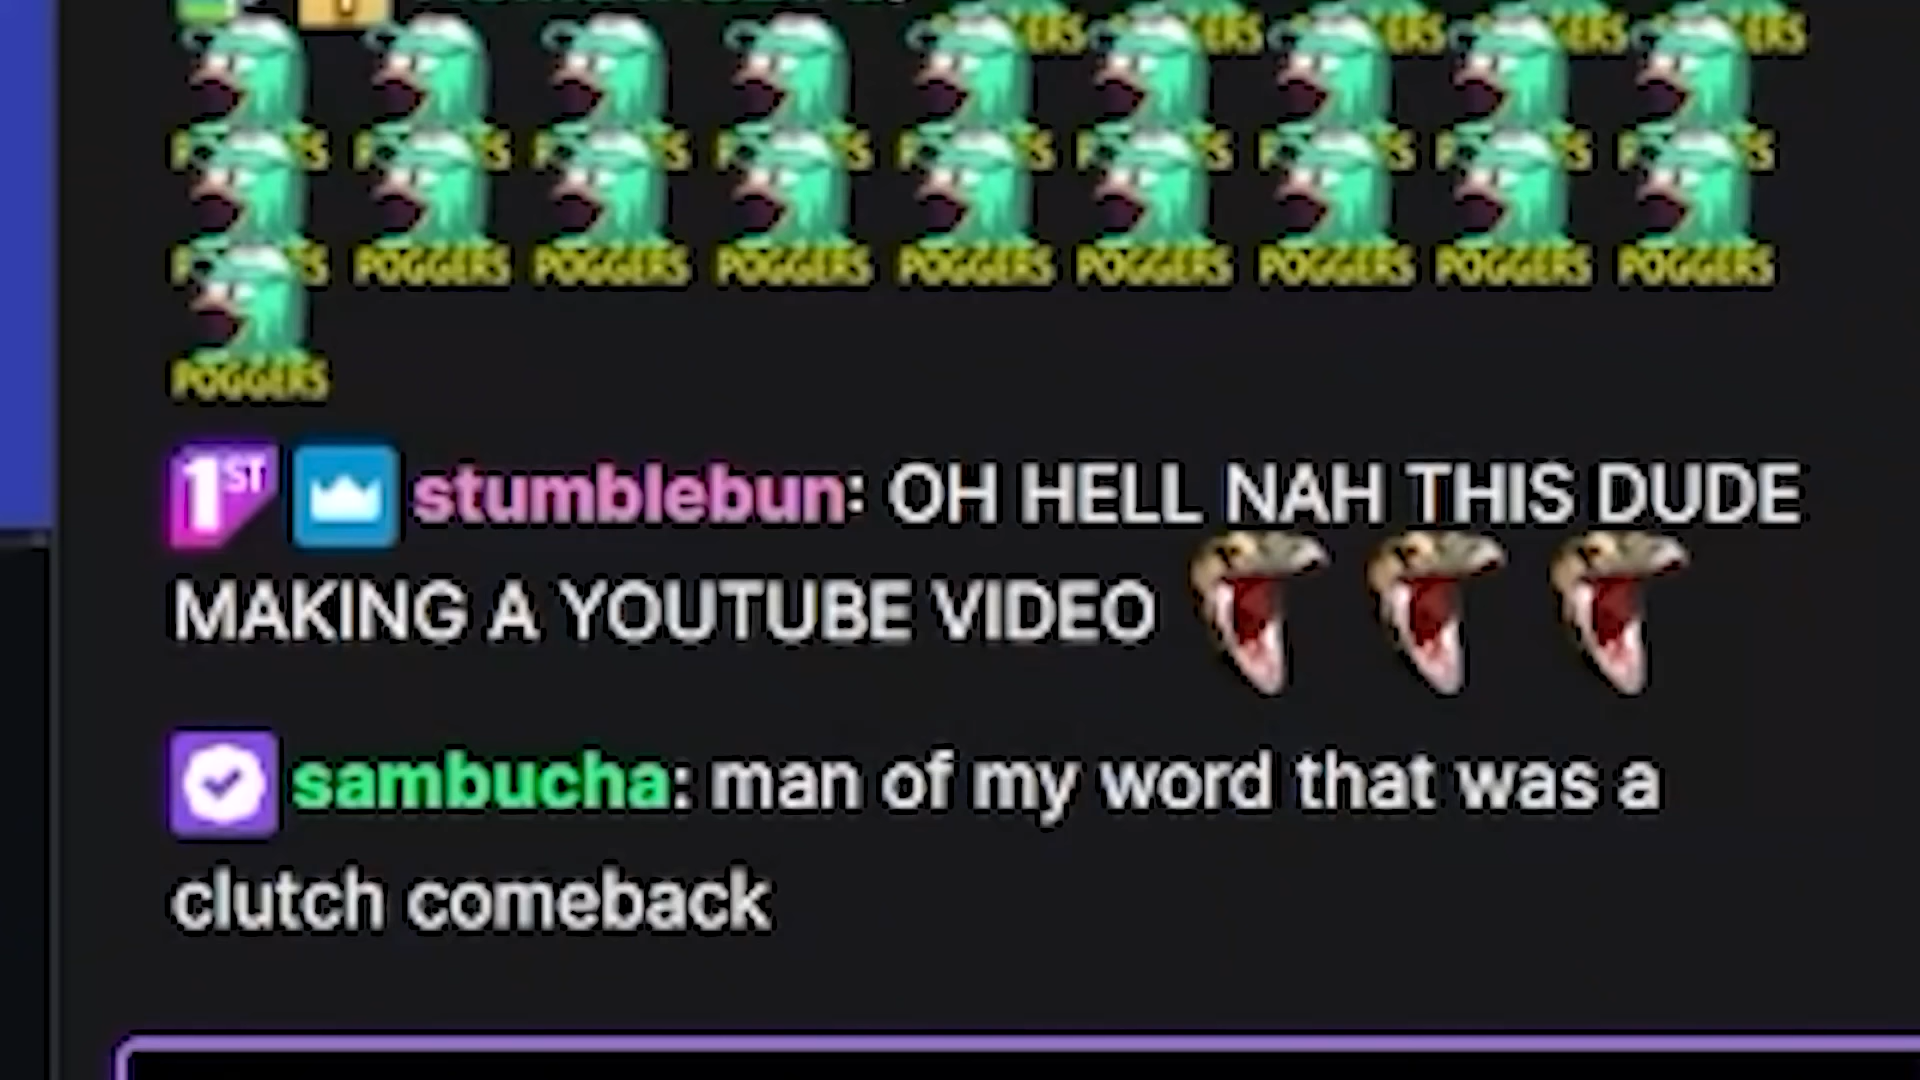 POGGERS POGGERS POGGERS POGGERS POGGERS POGGERS POGGERS POGGERS
POGGERS
1ST stumblebun: OH HELL NAH THIS DUDE
MAKING A YOUTUBE VIDEO
sambucha: man of my word that was a
clutch comeback